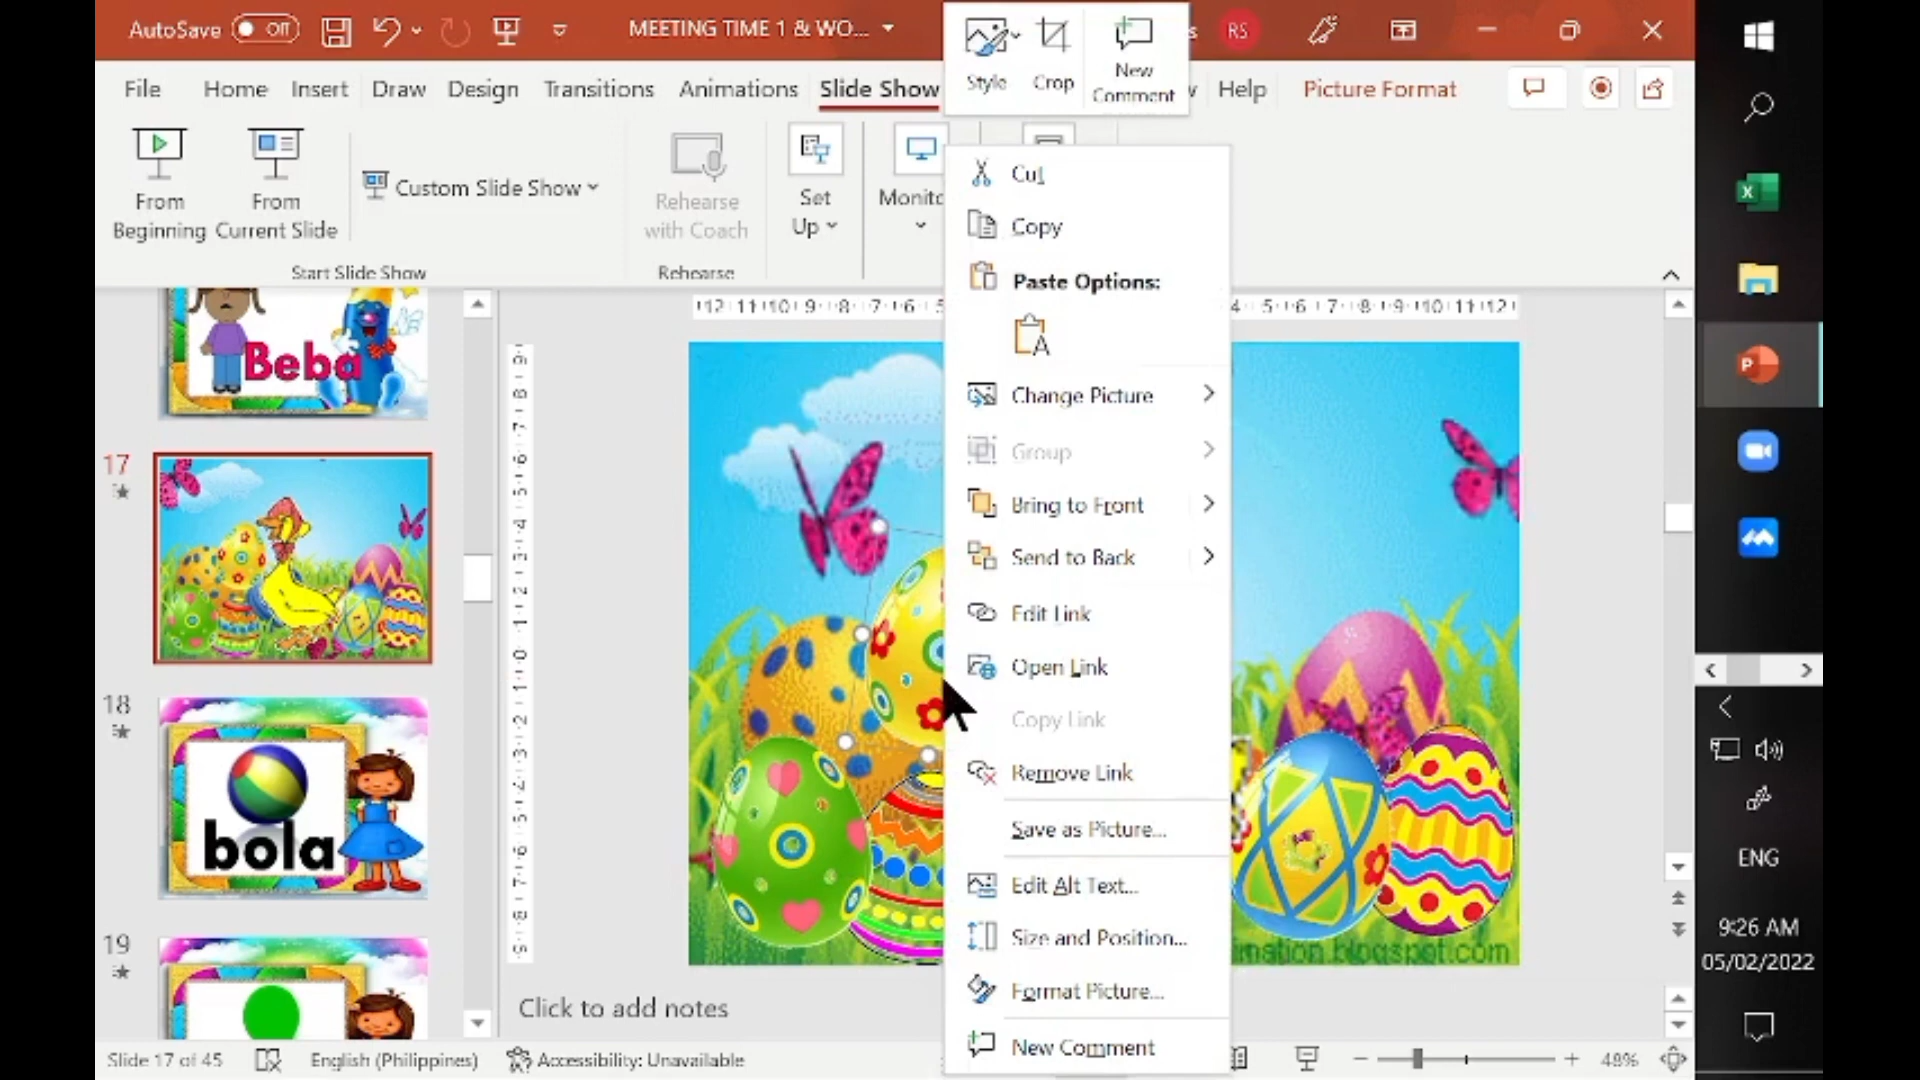 AutoSave Off MEETING TIME 1 & WO... RS
Style Crop New Comment
File Home Insert Draw Design Transitions Animations Slide Show Help Picture Format
From Beginning
From Current Slide
Custom Slide Show
Rehearse with Coach
Set Up
Start Slide Show
Rehearse
Cut
Copy
Paste Options:
Change Picture
Group
Bring to Front
Send to Back
Edit Link
Open Link
Copy Link
Remove Link
Save as Picture...
Edit Alt Text...
Size and Position...
Format Picture...
New Comment
Beba
17
18
bola
19
Click to add notes
Slide 17 of 45 English (Philippines) Accessibility: Unavailable 48%
ENG
9:26 AM
05/02/2022